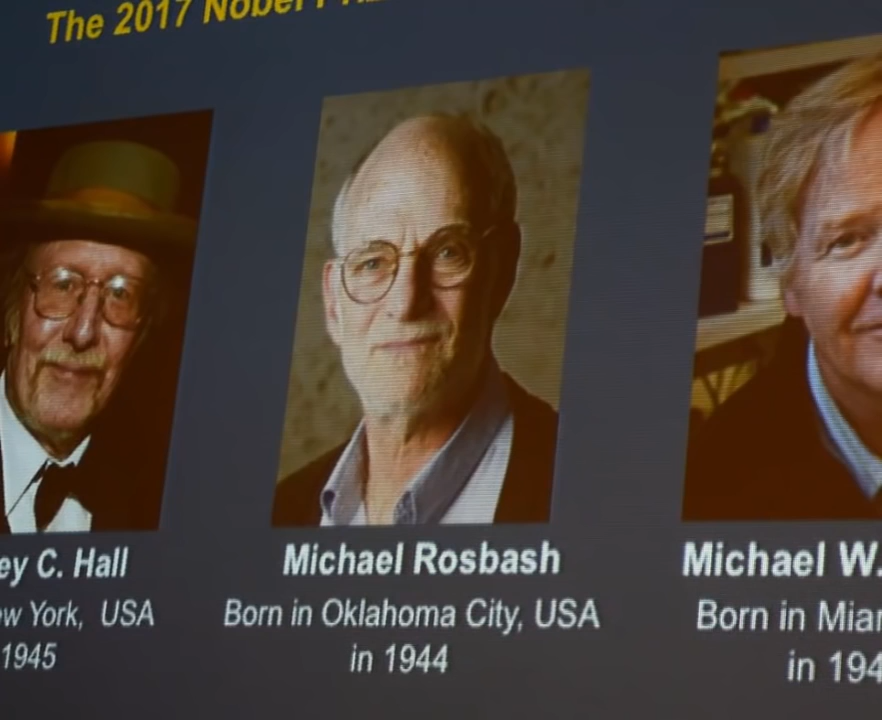 The 2017 Nobel
ey C. Hall
Michael Rosbash
Michael W.
w York, USA
Born in Oklahoma City, USA
Born in Mia
1945
in 1944
in 194